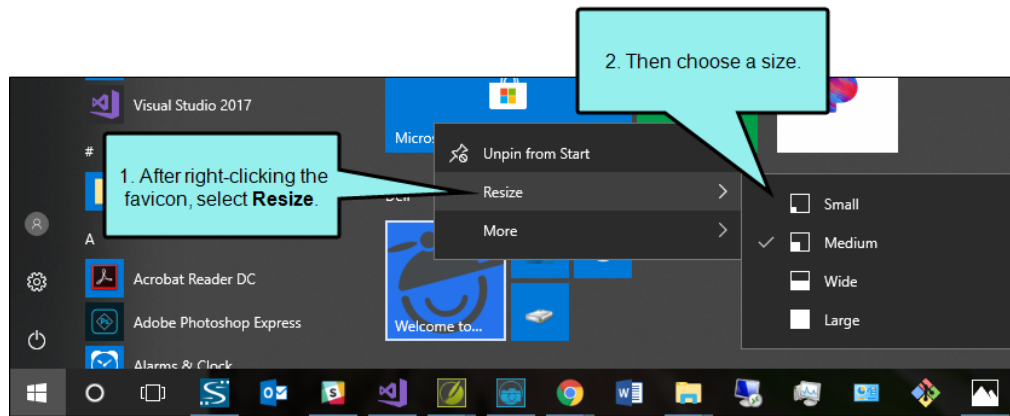 2. Then choose a size.
Visual Studio 2017
#
Micro
Unpin from Start
1. After right-clicking the
favicon, select Resize.
Resize
Small
More
Medium
A
Acrobat Reader DC
Wide
Adobe Photoshop Express
Welcome to...
Large
Alarms & Clock